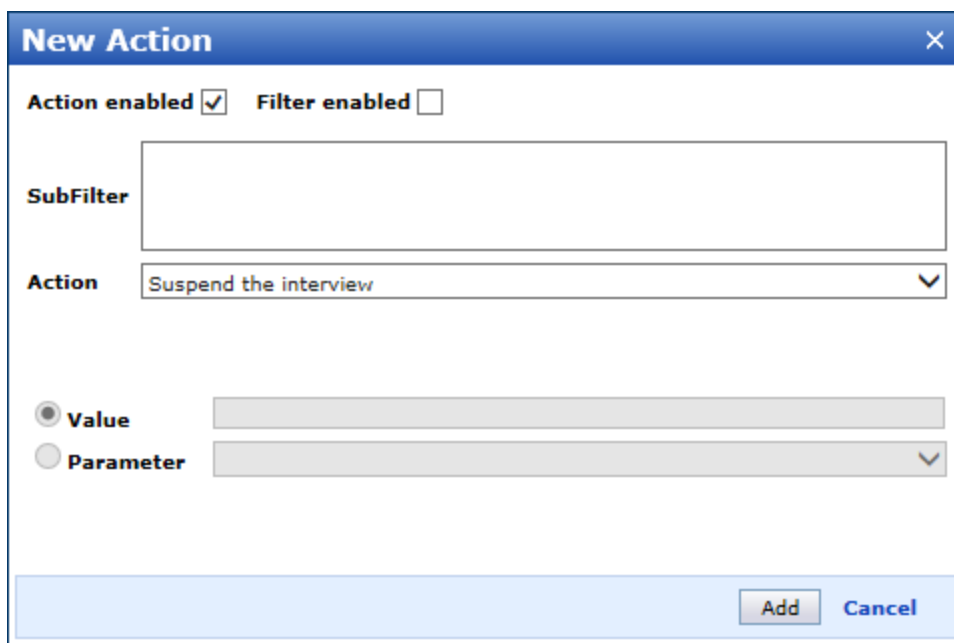 New Action
Action enabled Filter enabled
SubFilter
Action Suspend the interview
Value
Parameter
Add Cancel